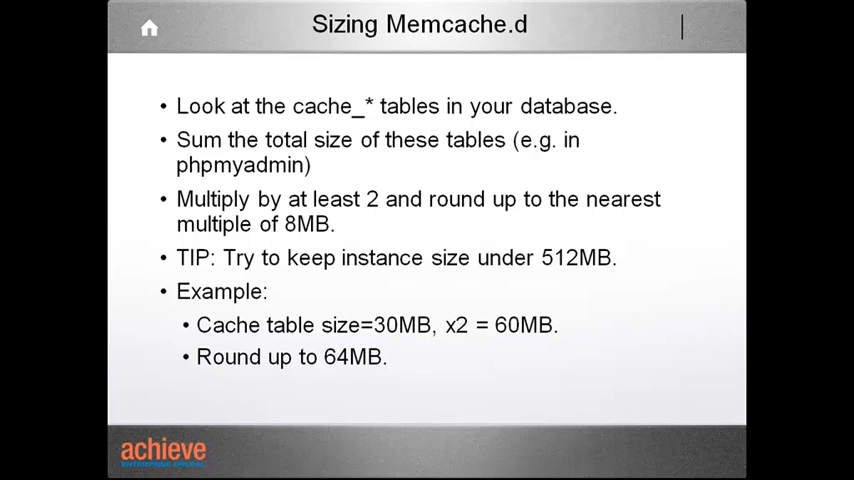 Sizing Memcache.d
• Look at the cache_* tables in your database.
• Sum the total size of these tables (e.g. in
phpmyadmin)
• Multiply by at least 2 and round up to the nearest
multiple of 8MB.
• TIP: Try to keep instance size under 512MB.
• Example:
• Cache table size=30MB, x2 = 60MB.
• Round up to 64MB.
achieve
ENTERPRISE DRUPAL